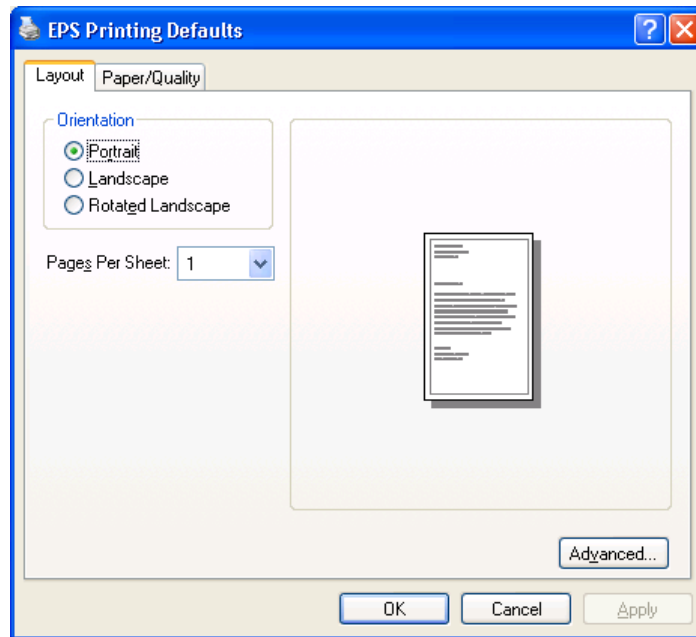 EPS Printing Defaults
Layout
Paper/Quality
Orientation
Portrait
Landscape
Rotated Landscape
Pages Per Sheet: 1
Advanced...
OK
Cancel
Apply